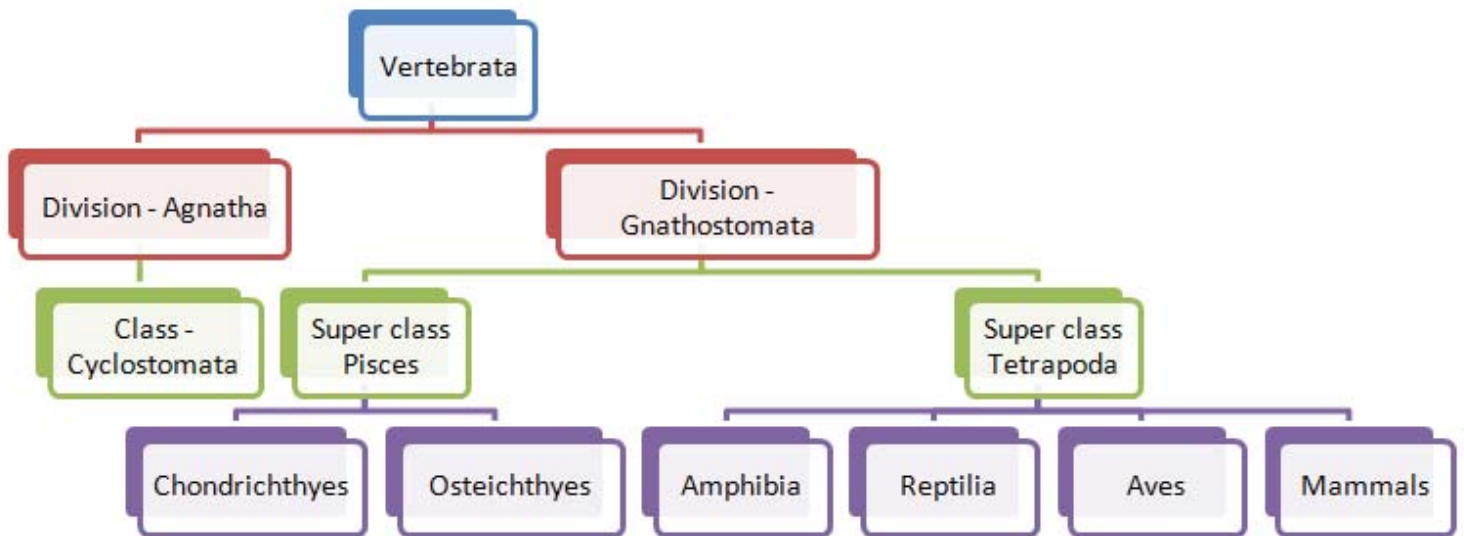 Vertebrata
Division - Agnatha
Division -
Gnathostomata
Class -
Cyclostomata
Super class
Pisces
Super class
Tetrapoda
Chondrichthyes
Osteichthyes
Amphibia
Reptilia
Aves
Mammals